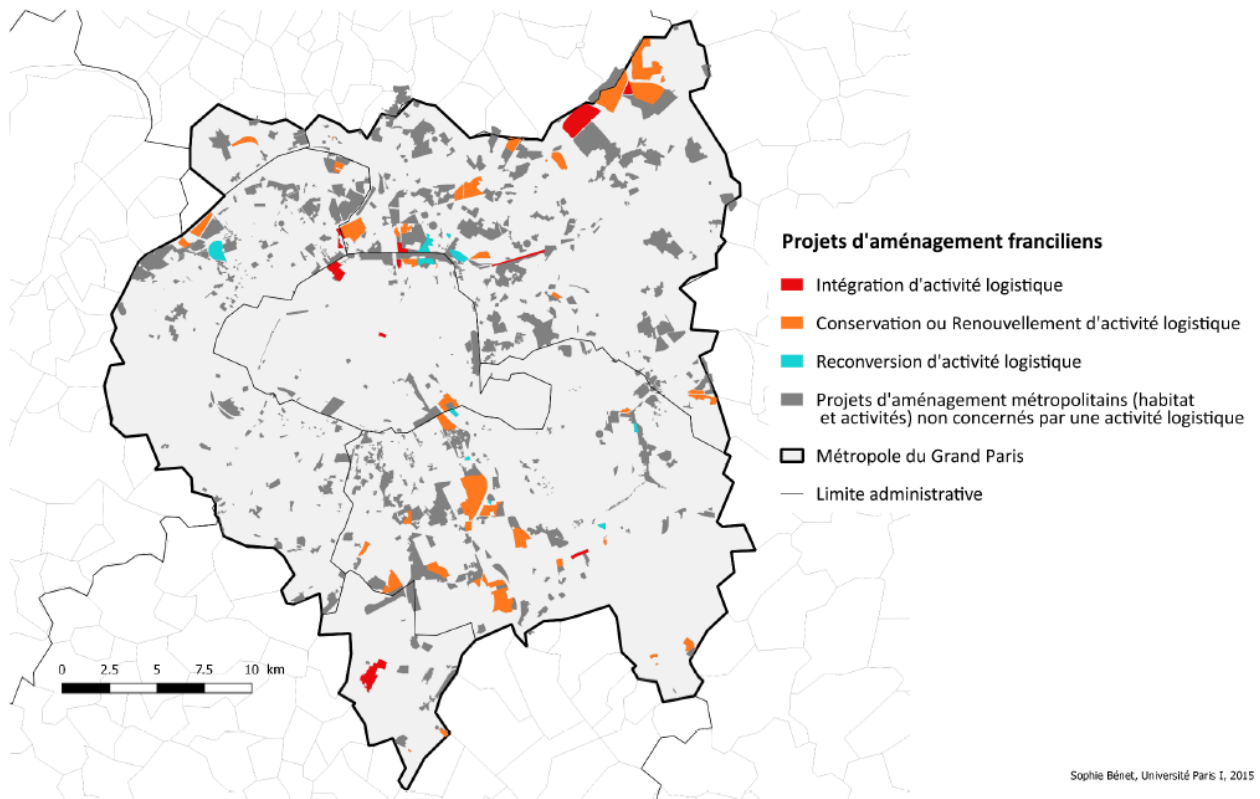 Projets d'aménagement franciliens
Intégration d'activité logistique
Conservation ou Renouvellement d'activité logistique
Reconversion d'activité logistique
Projets d'aménagement métropolitains (habitat
et activités) non concernés par une activité logistique
Métropole du Grand Paris
Limite administrative
0 2.5 5 7.5 10 km
Sophie Bénet, Université Paris I, 2015